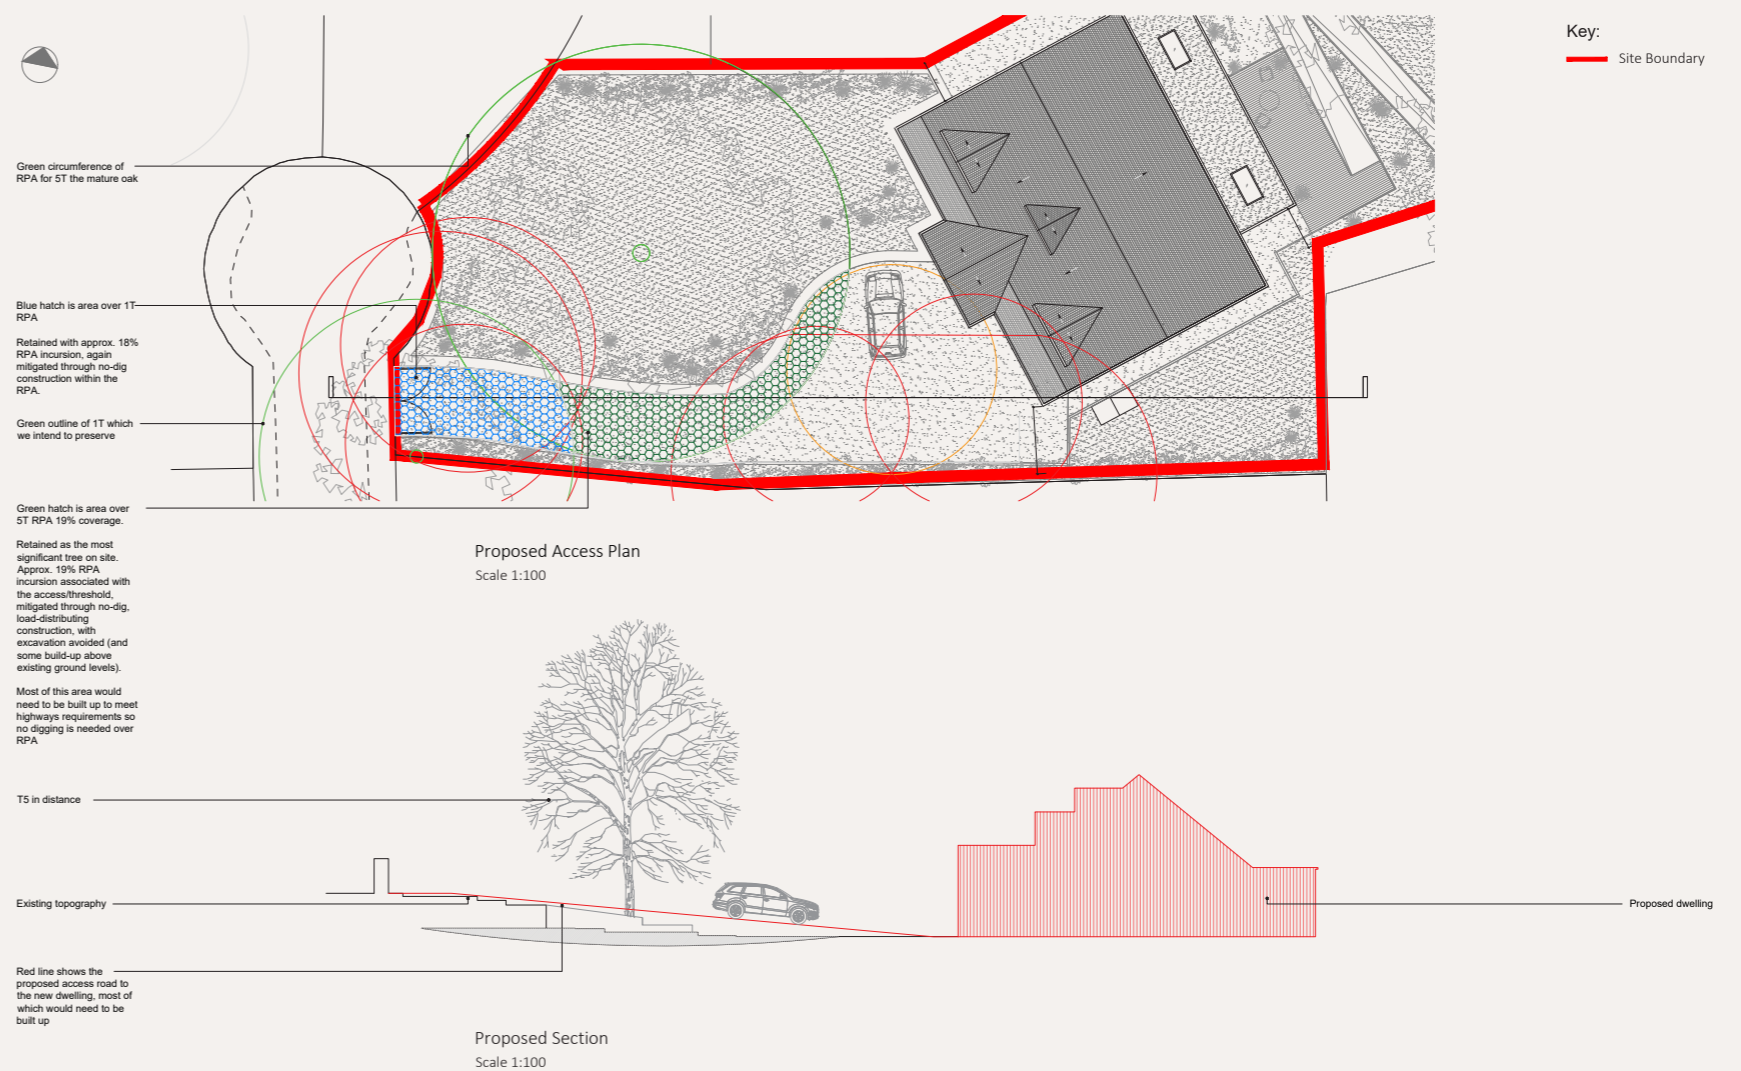 Key:
Site Boundary
Green circumference of
RPA for 5T the mature oak
Blue hatch is area over 1T
RPA
Retained with approx. 18%
RPA incursion, again
mitigated through no-dig
construction within the
RPA.
Green outline of 1T which
we intend to preserve
Green hatch is area over
5T RPA 19% coverage.
Retained as the most
significant tree on site.
Approx. 19% RPA
incursion associated with
the access/threshold,
mitigated through no-dig,
load-distributing
construction, with
excavation avoided (and
some build-up above
existing ground levels).
Most of this area would
need to be built up to meet
highways requirements so
no digging is needed over
RPA
Proposed Access Plan
Scale 1:100
T5 in distance
Existing topography
Proposed dwelling
Red line shows the
proposed access road to
the new dwelling, most of
which would need to be
built up
Proposed Section
Scale 1:100